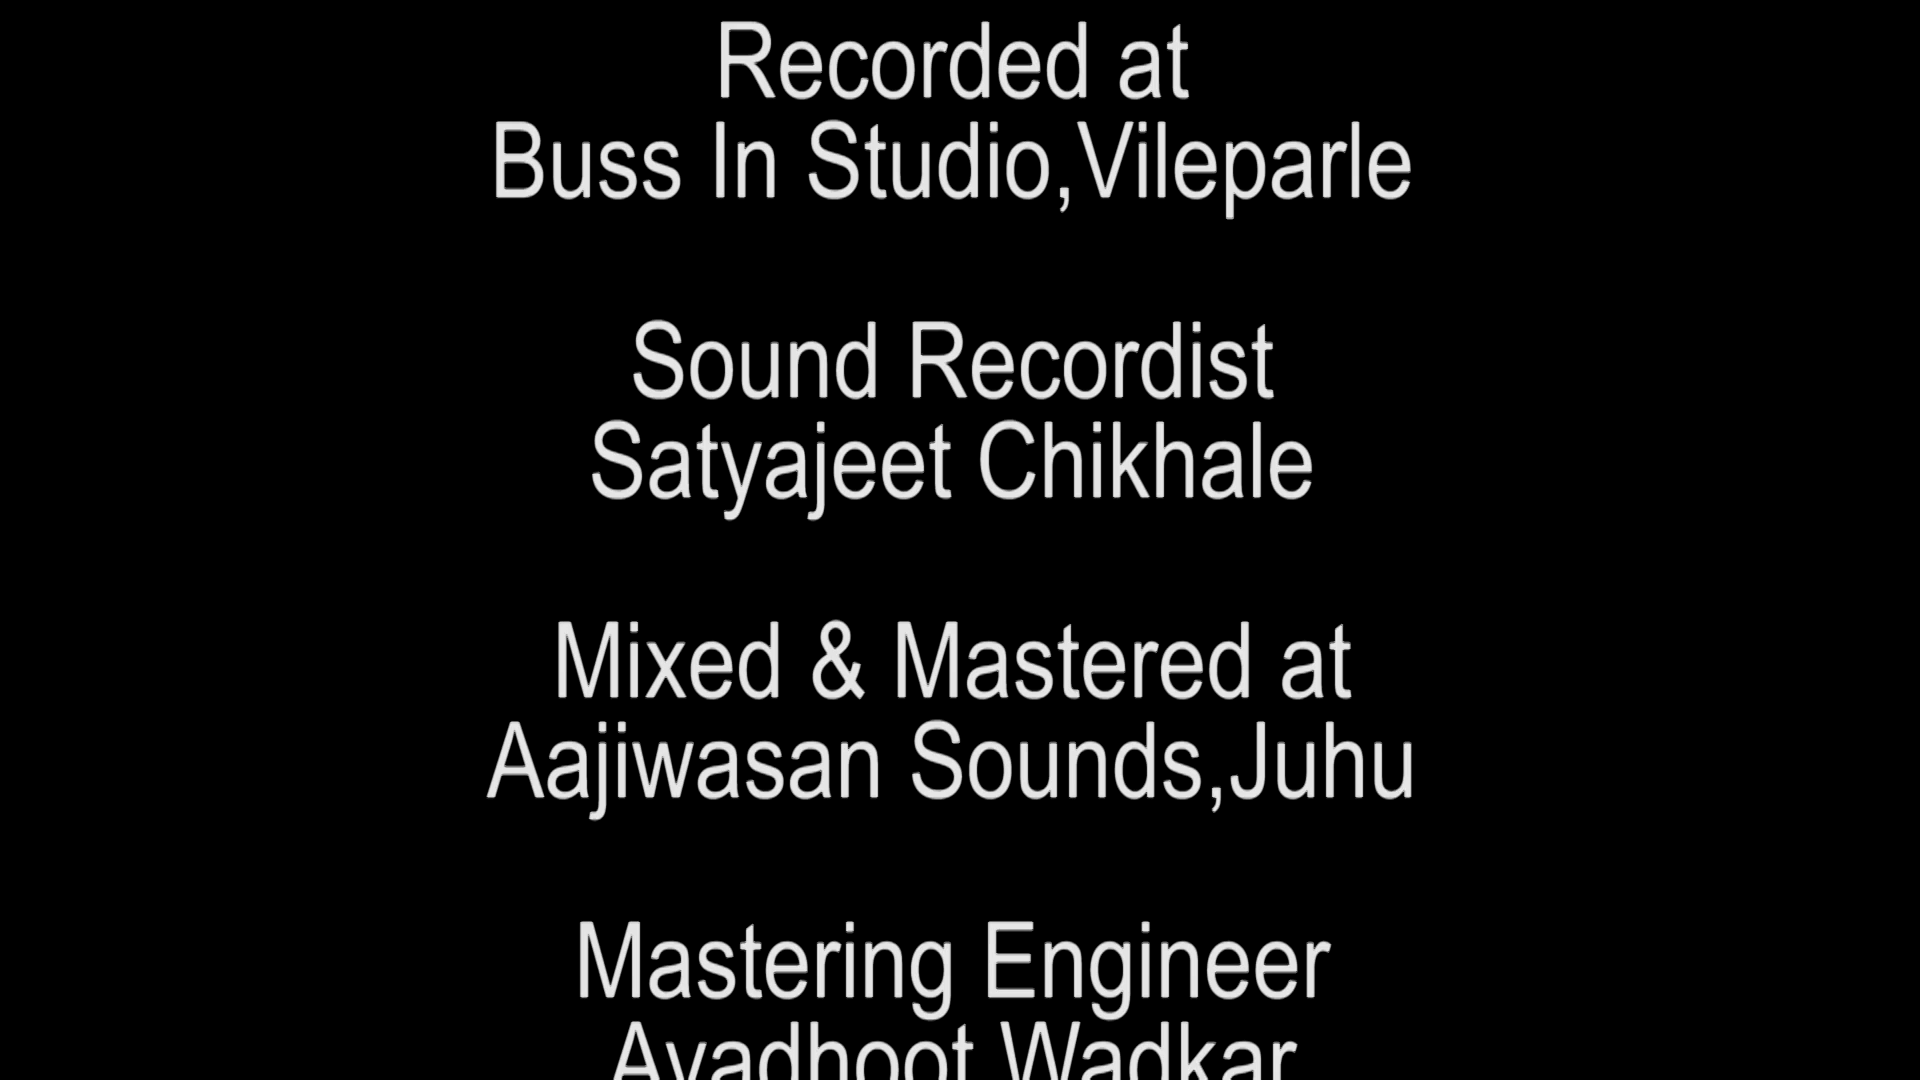 Recorded at
Buss In Studio,Vileparle
Sound Recordist
Satyajeet Chikhale
Mixed & Mastered at
Aajiwasan Sounds,Juhu
Mastering Engineer
Avadhoot Wadkar